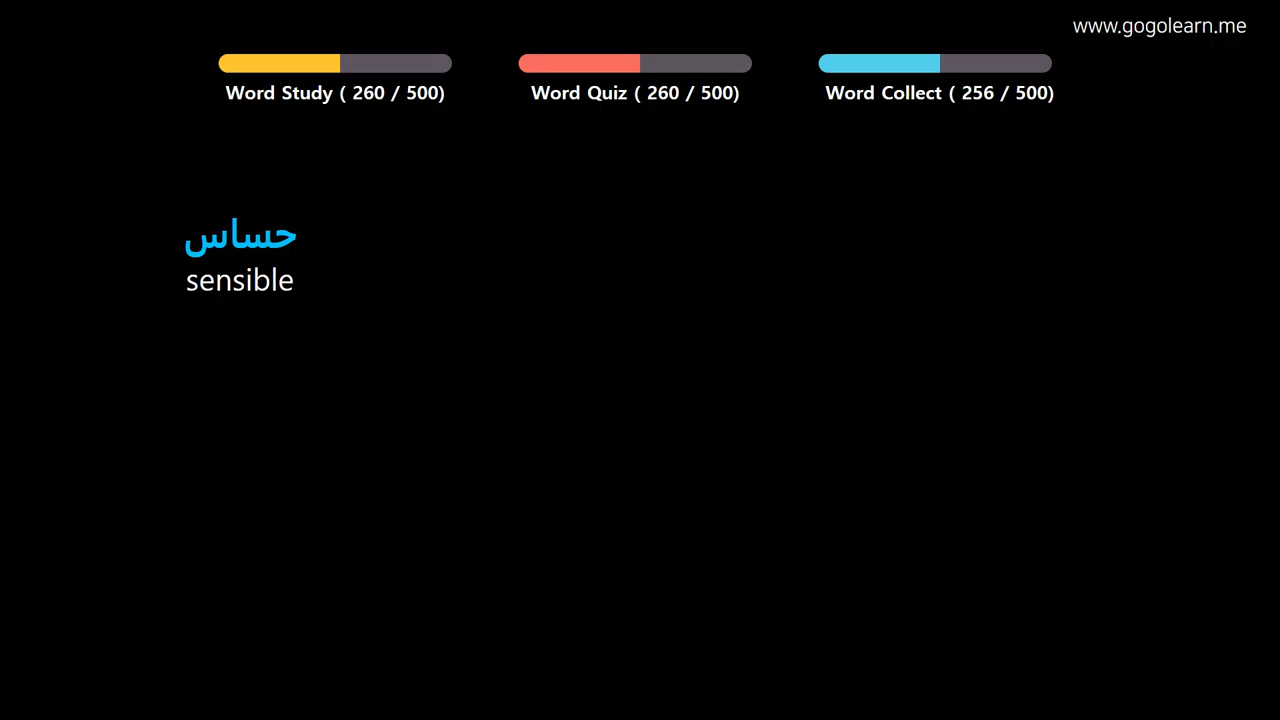 www.gogolearn.me
Word Study ( 260 / 500)
Word Quiz ( 260 / 500)
Word Collect ( 256 / 500)
حساس
sensible